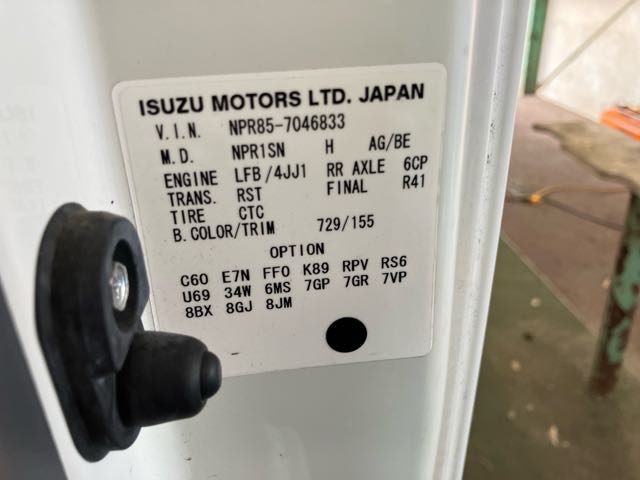 ISUZU MOTORS LTD. JAPAN
V.I.N. NPR85-7046833
M.D. NPR1SN H AG/BE
ENGINE LFB/4JJ1 RR AXLE 6CP
TRANS. RST FINAL R41
TIRE CTC
B.COLOR/TRIM 729/155
OPTION
C60 E7N FF0 K89 RPV RS6
U69 34W 6MS 7GP 7GR 7VP
8BX 8GJ 8JM